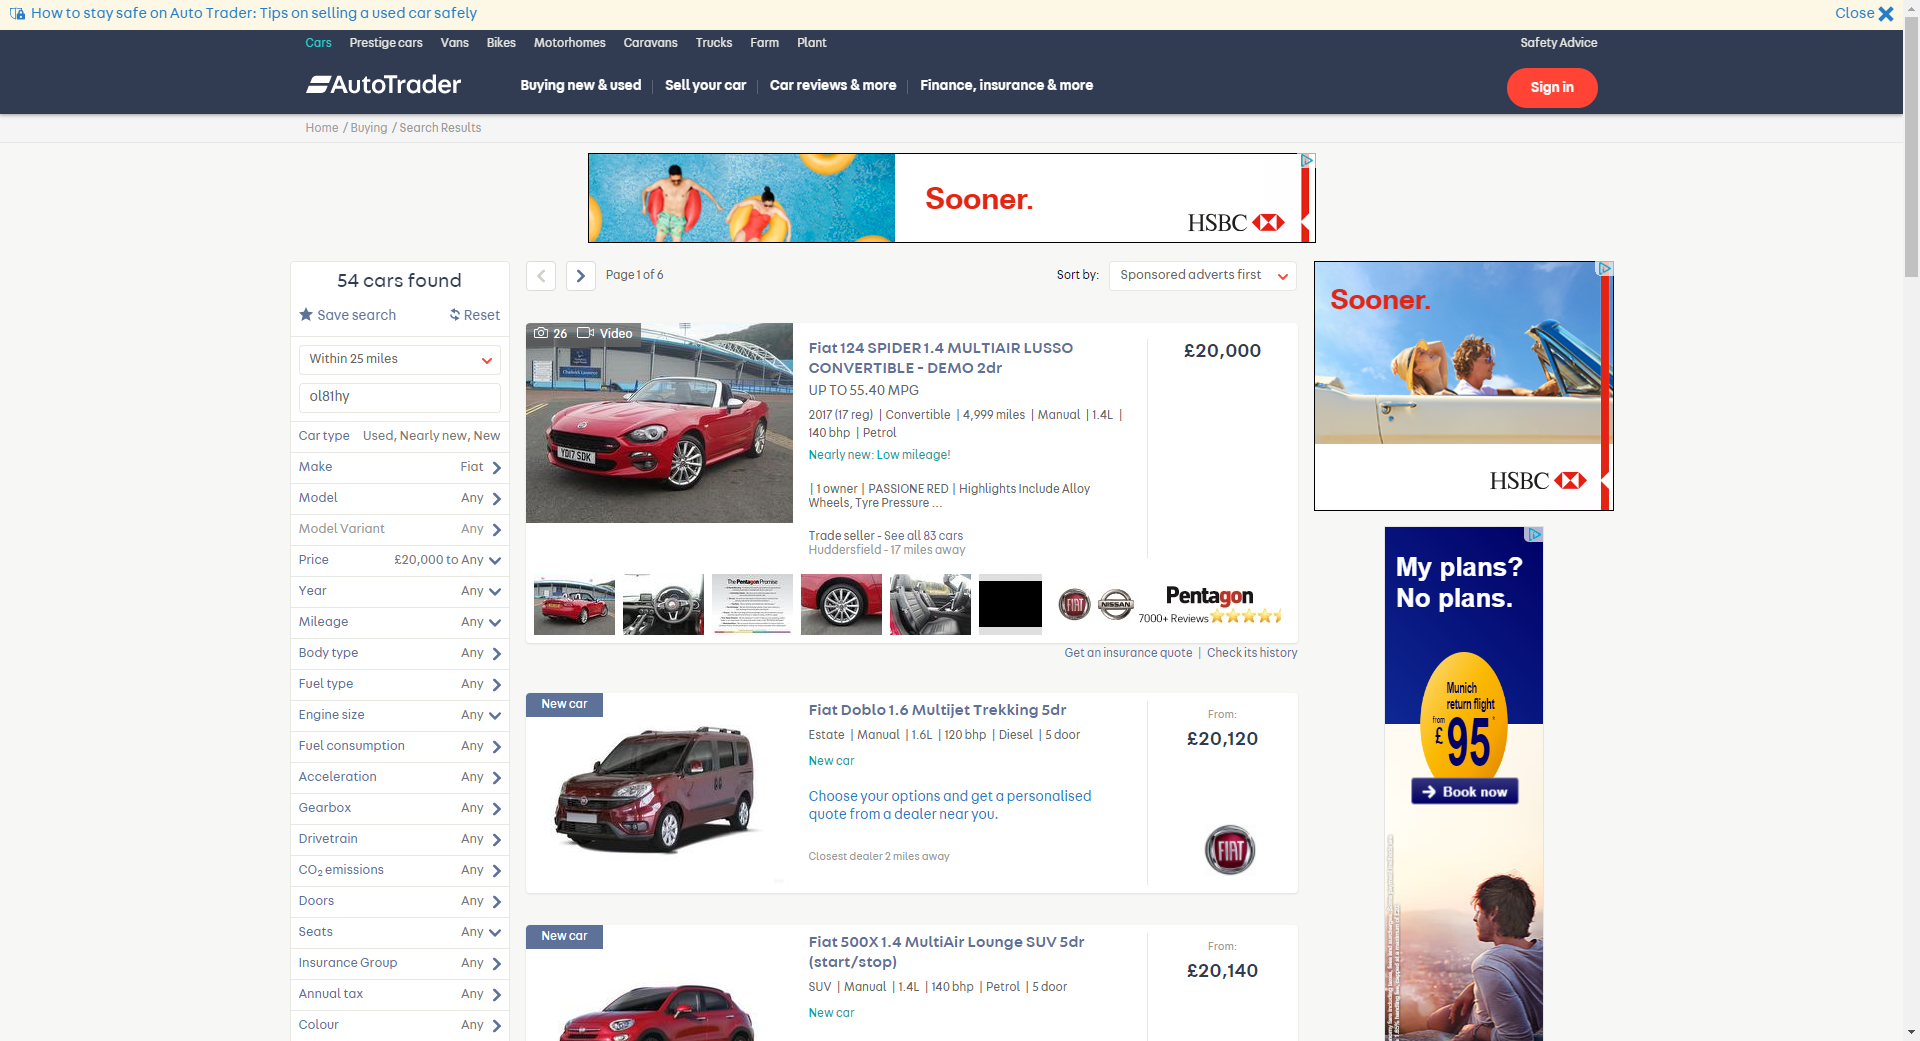 How to stay safe on Auto Trader: Tips on selling a used car safely
Close
Cars Prestige cars Vans Bikes Motorhomes Caravans Trucks Farm Plant
Safety Advice
AutoTrader
Buying new & used Sell your car Car reviews & more Finance, insurance & more
Sign in
Home / Buying / Search Results
Sooner.
HSBC
54 cars found
Save search
Reset
Within 25 miles
ol81hy
Car type Used, Nearly new, New
Make Fiat
Model Any
Model Variant Any
Price £20,000 to Any
Year Any
Mileage Any
Body type Any
Fuel type Any
Engine size Any
Fuel consumption Any
Acceleration Any
Gearbox Any
Drivetrain Any
CO2 emissions Any
Doors Any
Seats Any
Insurance Group Any
Annual tax Any
Colour Any
Page 1 of 6
Sort by: Sponsored adverts first
26 Video
YD17 SDK
Fiat 124 SPIDER 1.4 MULTIAIR LUSSO
CONVERTIBLE - DEMO 2dr
UP TO 55.40 MPG
2017 (17 reg) | Convertible | 4,999 miles | Manual | 1.4L |
140 bhp | Petrol
Nearly new: Low mileage!
| 1 owner | PASSIONE RED | Highlights Include Alloy
Wheels, Tyre Pressure ...
Trade seller - See all 83 cars
Huddersfield - 17 miles away
£20,000
The Pentagon Promise
FIAT
NISSAN
Pentagon
7000+ Reviews
Get an insurance quote | Check its history
New car
Fiat Doblo 1.6 Multijet Trekking 5dr
Estate | Manual | 1.6L | 120 bhp | Diesel | 5 door
New car
Choose your options and get a personalised
quote from a dealer near you.
Closest dealer 2 miles away
From:
£20,120
FIAT
New car
Fiat 500X 1.4 MultiAir Lounge SUV 5dr
(start/stop)
SUV | Manual | 1.4L | 140 bhp | Petrol | 5 door
New car
From:
£20,140
Sooner.
HSBC
My plans?
No plans.
Munich
return flight
from
£95*
Book now